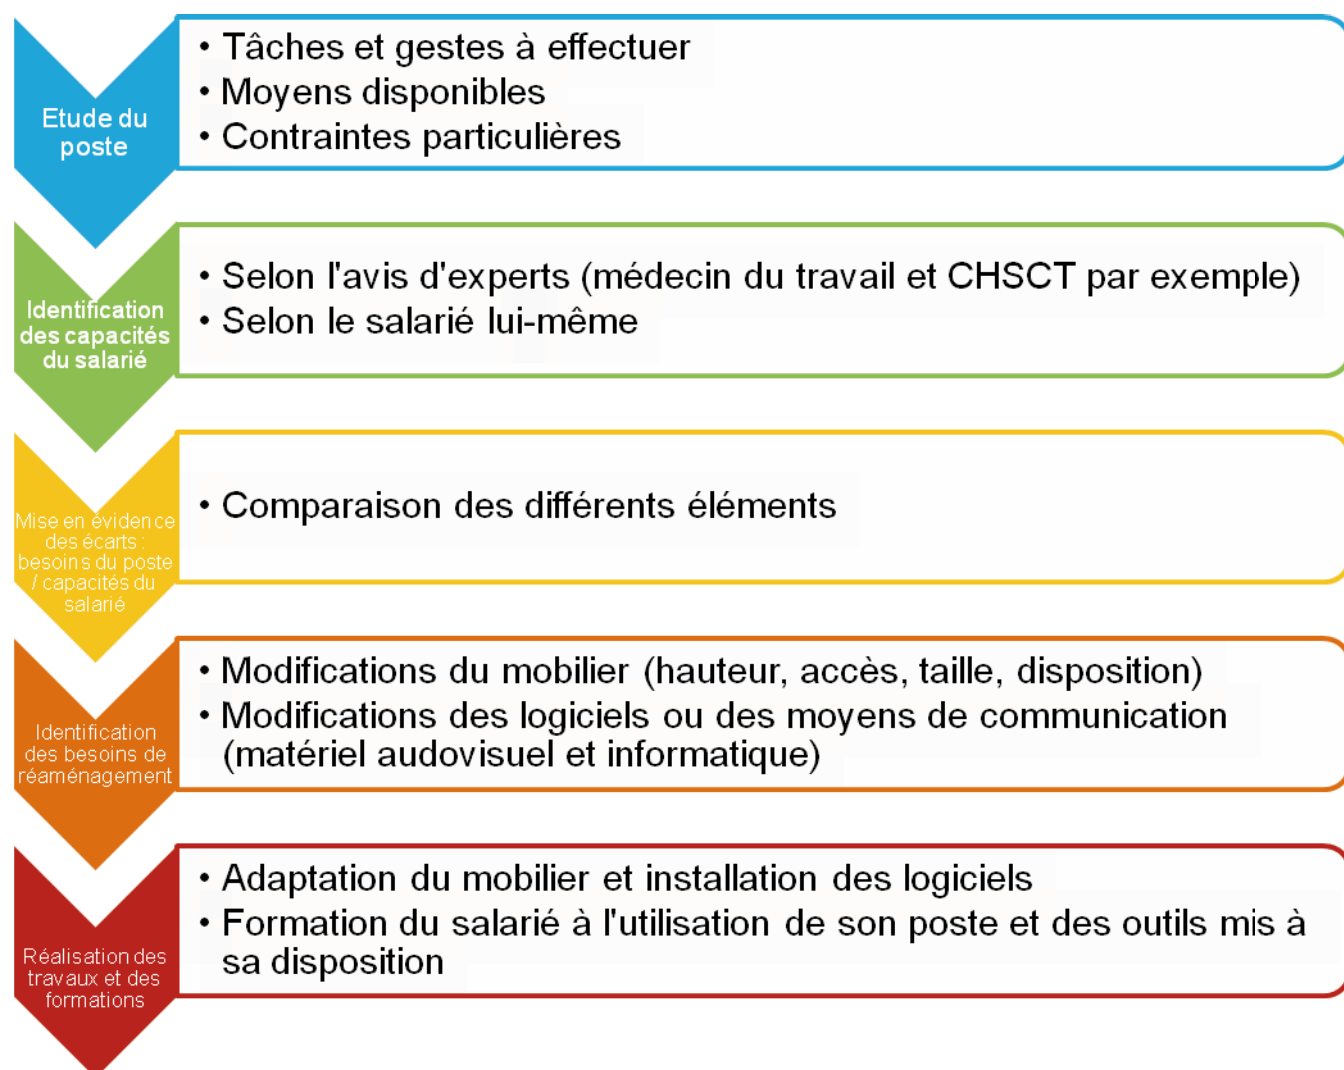 Etude du
poste
• Tâches et gestes à effectuer
• Moyens disponibles
• Contraintes particulières
Identification
des capacités
du salarié
• Selon l'avis d'experts (médecin du travail et CHSCT par exemple)
• Selon le salarié lui-même
Mise en évidence
des écarts :
besoins du poste
/ capacités du
salarié
• Comparaison des différents éléments
Identification
des besoins de
réaménagement
• Modifications du mobilier (hauteur, accès, taille, disposition)
• Modifications des logiciels ou des moyens de communication
(matériel audovisuel et informatique)
Réalisation des
travaux et des
formations
• Adaptation du mobilier et installation des logiciels
• Formation du salarié à l'utilisation de son poste et des outils mis à
sa disposition